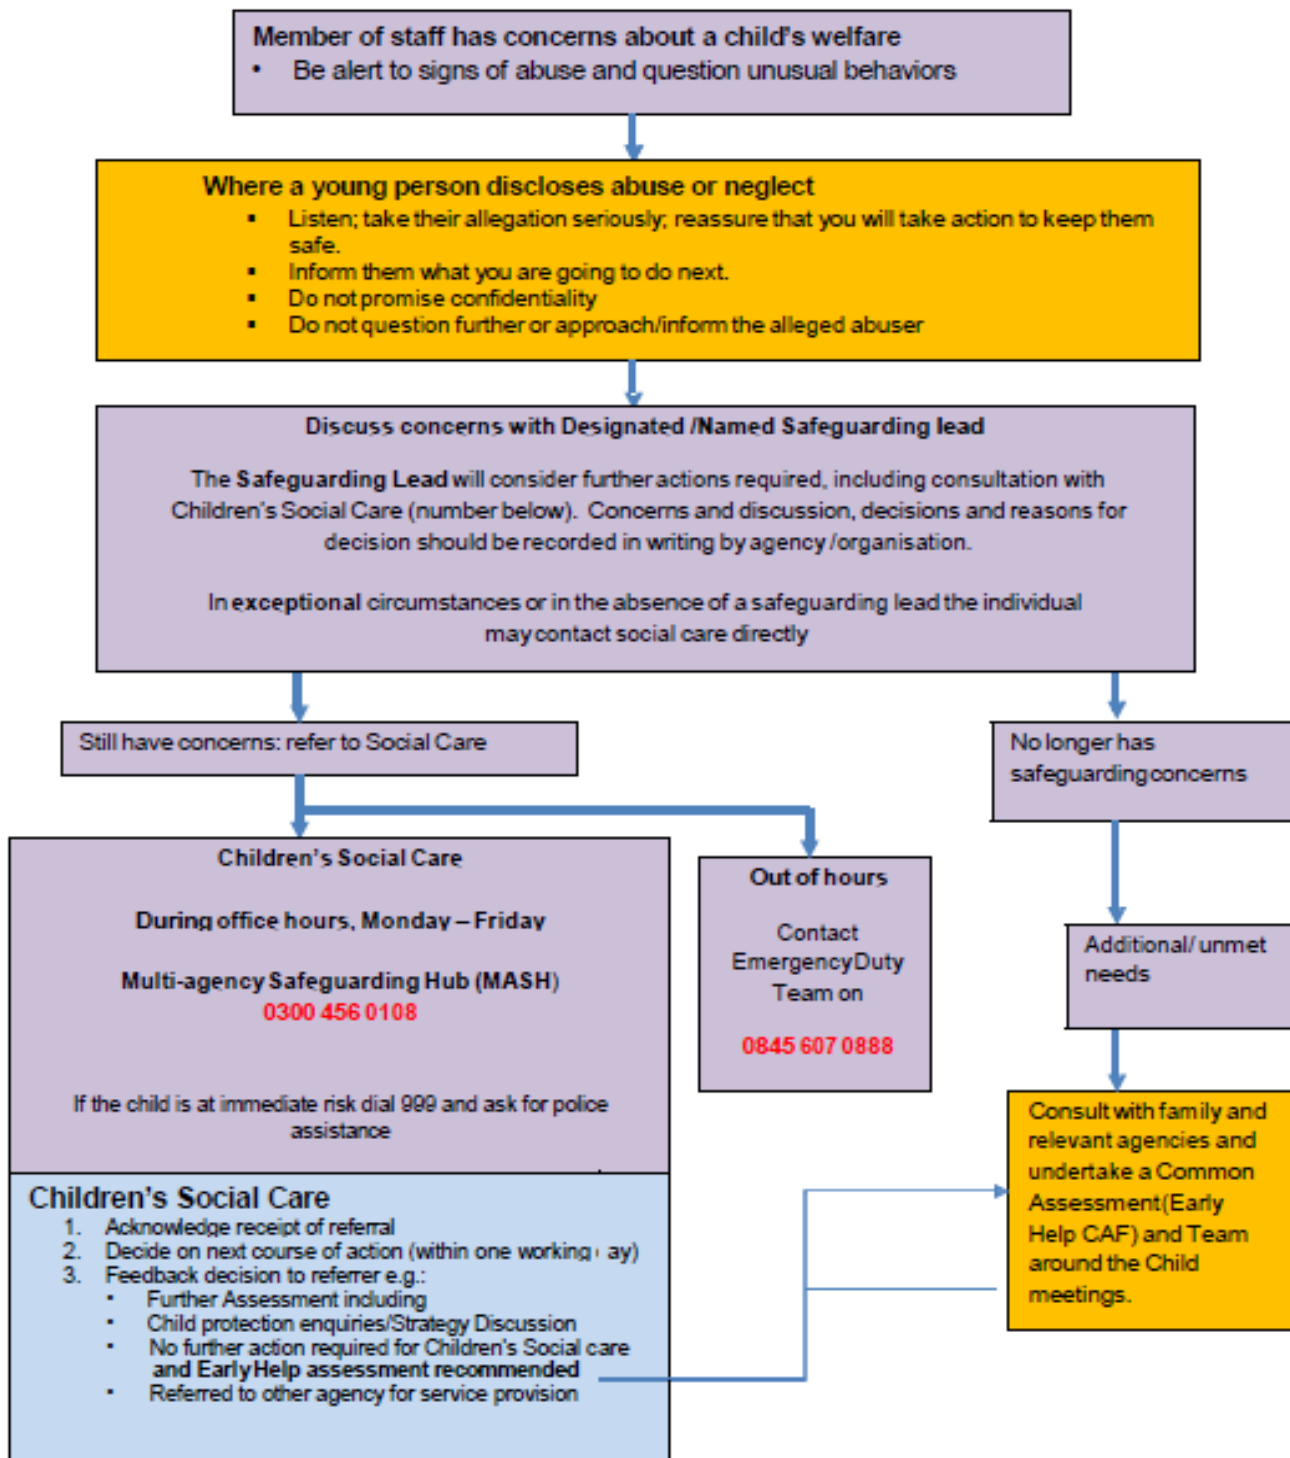 Member of staff has concerns about a child's welfare
• Be alert to signs of abuse and question unusual behaviors
Where a young person discloses abuse or neglect
▪ Listen; take their allegation seriously; reassure that you will take action to keep them
safe.
▪ Inform them what you are going to do next.
▪ Do not promise confidentiality
▪ Do not question further or approach/inform the alleged abuser
Discuss concerns with Designated /Named Safeguarding lead
The Safeguarding Lead will consider further actions required, including consultation with
Children's Social Care (number below). Concerns and discussion, decisions and reasons for
decision should be recorded in writing by agency /organisation.
In exceptional circumstances or in the absence of a safeguarding lead the individual
may contact social care directly
Still have concerns: refer to Social Care
No longer has
safeguarding concerns
Children's Social Care
During office hours, Monday – Friday
Multi-agency Safeguarding Hub (MASH)
0300 456 0108
If the child is at immediate risk dial 999 and ask for police
assistance
Out of hours
Contact
Emergency Duty
Team on
0845 607 0888
Additional/ unmet
needs
Consult with family and
relevant agencies and
undertake a Common
Assessment (Early
Help CAF) and Team
around the Child
meetings.
Children's Social Care
1. Acknowledge receipt of referral
2. Decide on next course of action (within one working ay)
3. Feedback decision to referrer e.g.:
▪ Further Assessment including
▪ Child protection enquiries/Strategy Discussion
▪ No further action required for Children's Social care
and Early Help assessment recommended
▪ Referred to other agency for service provision